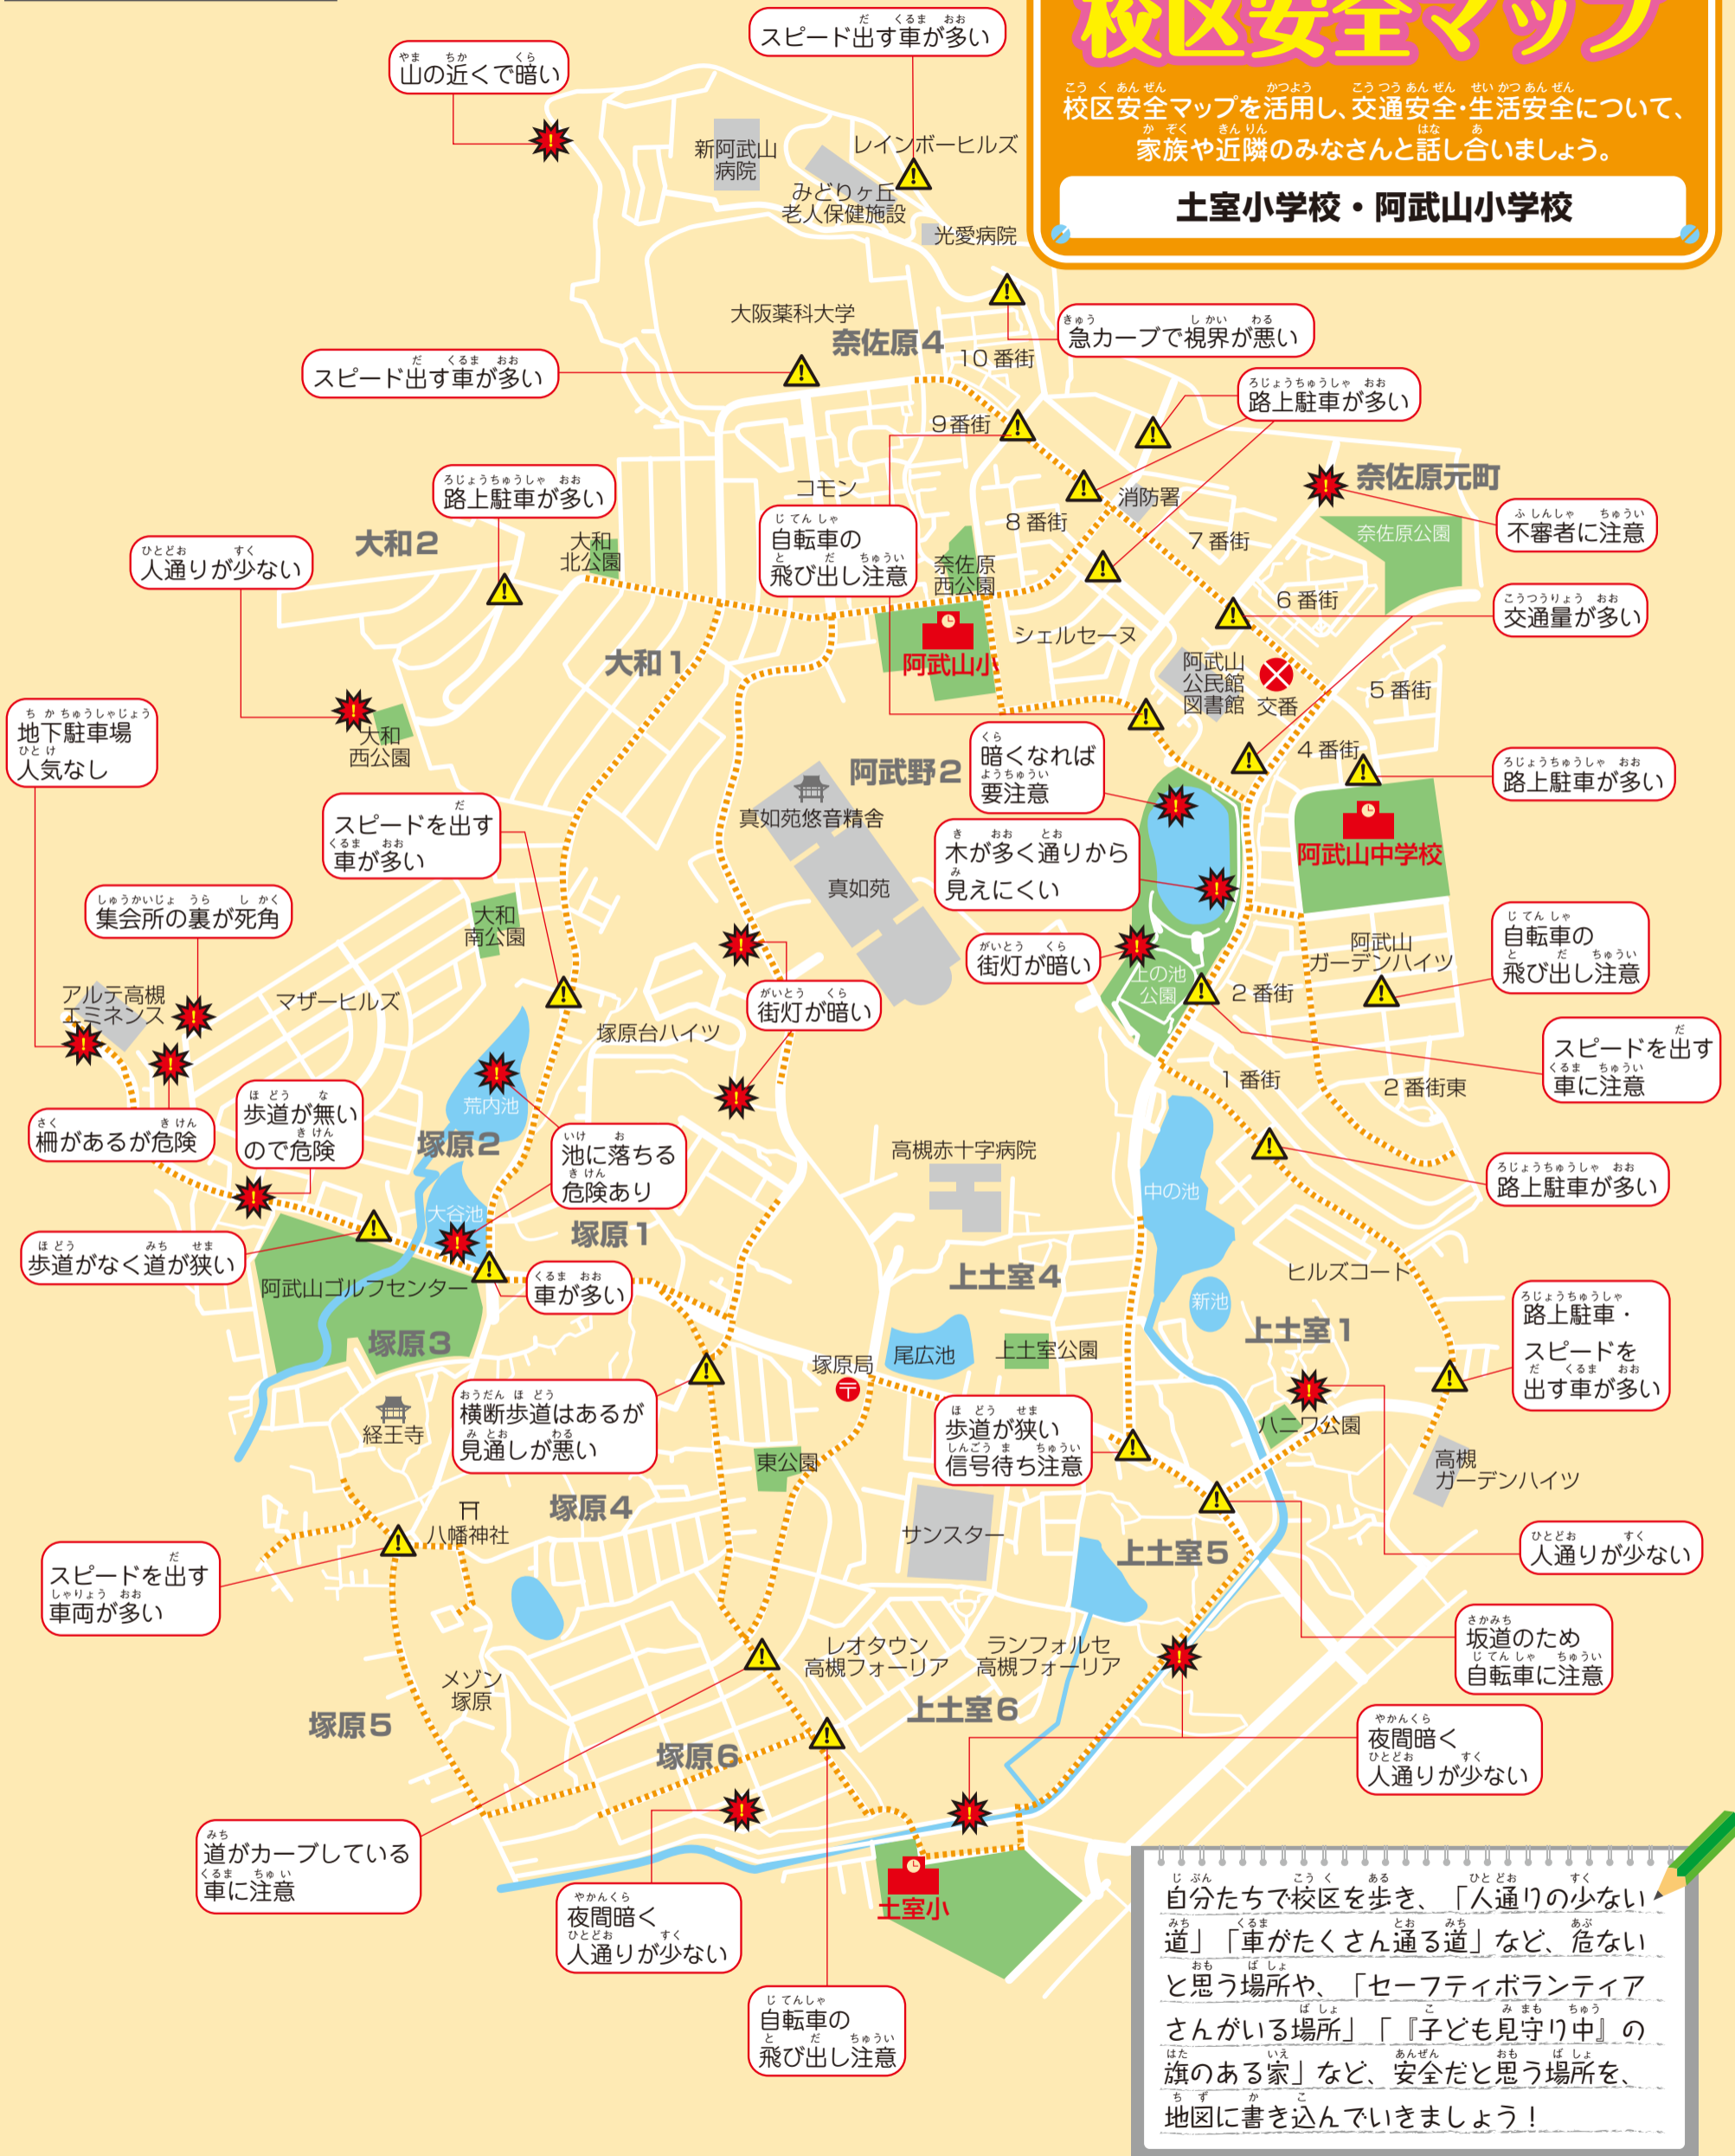 校区安全マップ
校区安全マップを活用し、交通安全・生活安全について、
家族や近隣のみなさんと話し合いましょう。
土室小学校・阿武山小学校
スピード出す車が多い
山の近くで暗い
新阿武山
病院
レインボーヒルズ
みどりヶ丘
老人保健施設
光愛病院
大阪薬科大学
奈佐原4
10番街
急カーブで視界が悪い
スピード出す車が多い
路上駐車が多い
9番街
奈佐原元町
コモン
消防署
路上駐車が多い
8番街
7番街
奈佐原公園
不審者に注意
自転車の
飛び出し注意
大和2
大和
北公園
人通りが少ない
奈佐原
西公園
6番街
交通量が多い
シェルセーヌ
大和1
阿武山小
阿武山
公民館
図書館
交番
5番街
地下駐車場
人気なし
大和
西公園
4番街
阿武野2
暗くなれば
要注意
路上駐車が多い
真如苑悠音精舎
スピードを出す
車が多い
木が多く通りから
見えにくい
阿武山中学校
真如苑
集会所の裏が死角
大和
南公園
街灯が暗い
阿武山
ガーデンハイツ
自転車の
飛び出し注意
上の池
公園
2番街
アルテ高槻
エミネンス
マザーヒルズ
街灯が暗い
塚原台ハイツ
スピードを出す
車に注意
1番街
2番街東
荒内池
柵があるが危険
歩道が無い
ので危険
塚原2
池に落ちる
危険あり
高槻赤十字病院
中の池
路上駐車が多い
大谷池
塚原1
歩道がなく道が狭い
阿武山ゴルフセンター
車が多い
上土室4
ヒルズコート
新池
塚原3
上土室1
路上駐車・
スピードを
出す車が多い
塚原局
尾広池
上土室公園
横断歩道はあるが
見通しが悪い
歩道が狭い
信号待ち注意
ハニワ公園
経王寺
東公園
高槻
ガーデンハイツ
塚原4
八幡神社
サンスター
上土室5
人通りが少ない
スピードを出す
車両が多い
坂道のため
自転車に注意
レオタウン
高槻フォーリア
ランフォルセ
高槻フォーリア
メゾン
塚原
塚原5
上土室6
塚原6
夜間暗く
人通りが少ない
道がカーブしている
車に注意
土室小
夜間暗く
人通りが少ない
自転車の
飛び出し注意
自分たちで校区を歩き、「人通りの少ない
道」「車がたくさん通る道」など、危ない
と思う場所や、「セーフティボランティア
さんがいる場所」「『子ども見守り中』の
旗のある家」など、安全だと思う場所を、
地図に書き込んでいきましょう！